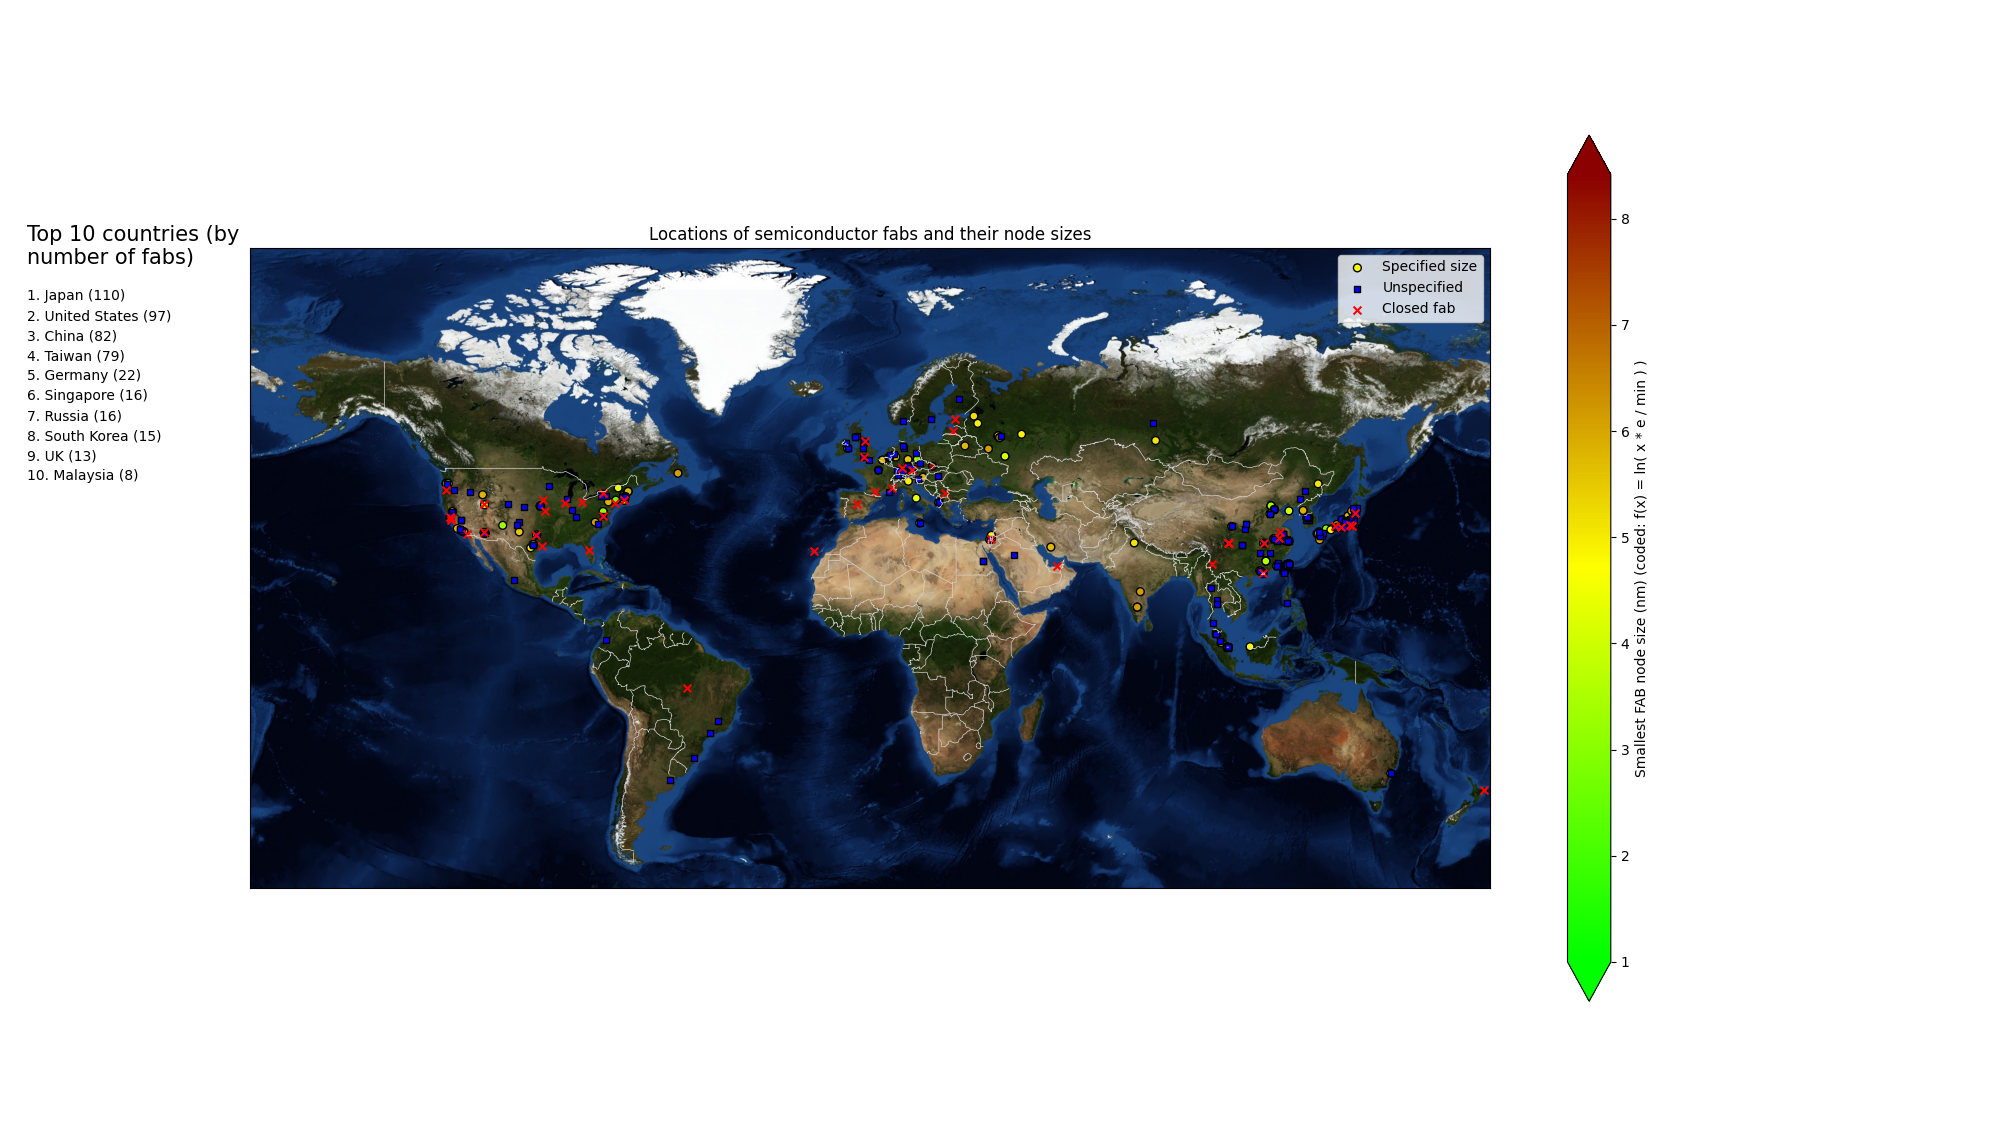 Top 10 countries (by
number of fabs)
1. Japan (110)
2. United States (97)
3. China (82)
4. Taiwan (79)
5. Germany (22)
6. Singapore (16)
7. Russia (16)
8. South Korea (15)
9. UK (13)
10. Malaysia (8)
Locations of semiconductor fabs and their node sizes
Specified size
Unspecified
Closed fab
8
7
6
5
4
3
2
1
Smallest FAB node size (nm) (coded: f(x) = ln( x * e / min ) )